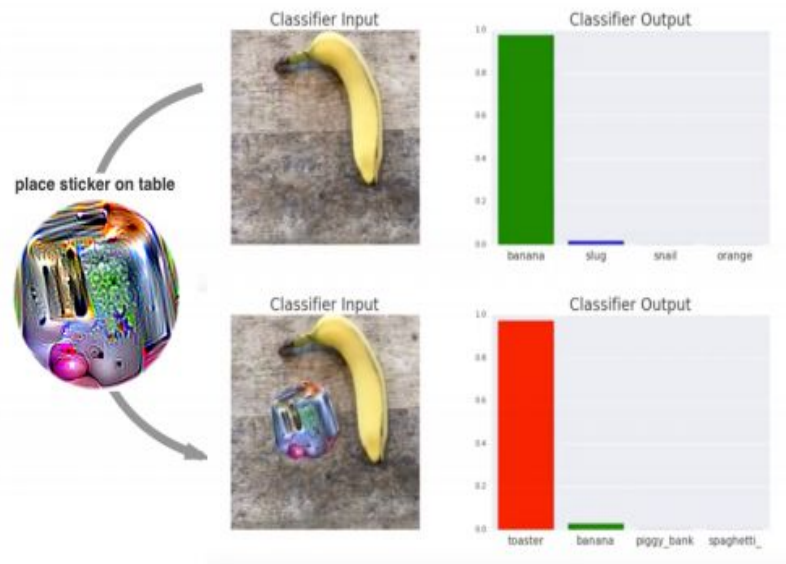 Classifier Input
Classifier Output
1.0
0.8
0.6
0.4
0.2
0.0
banana slug snail orange
place sticker on table
Classifier Input
Classifier Output
1.0
0.8
0.6
0.4
0.2
0.0
toaster banana piggy_bank spaghetti_